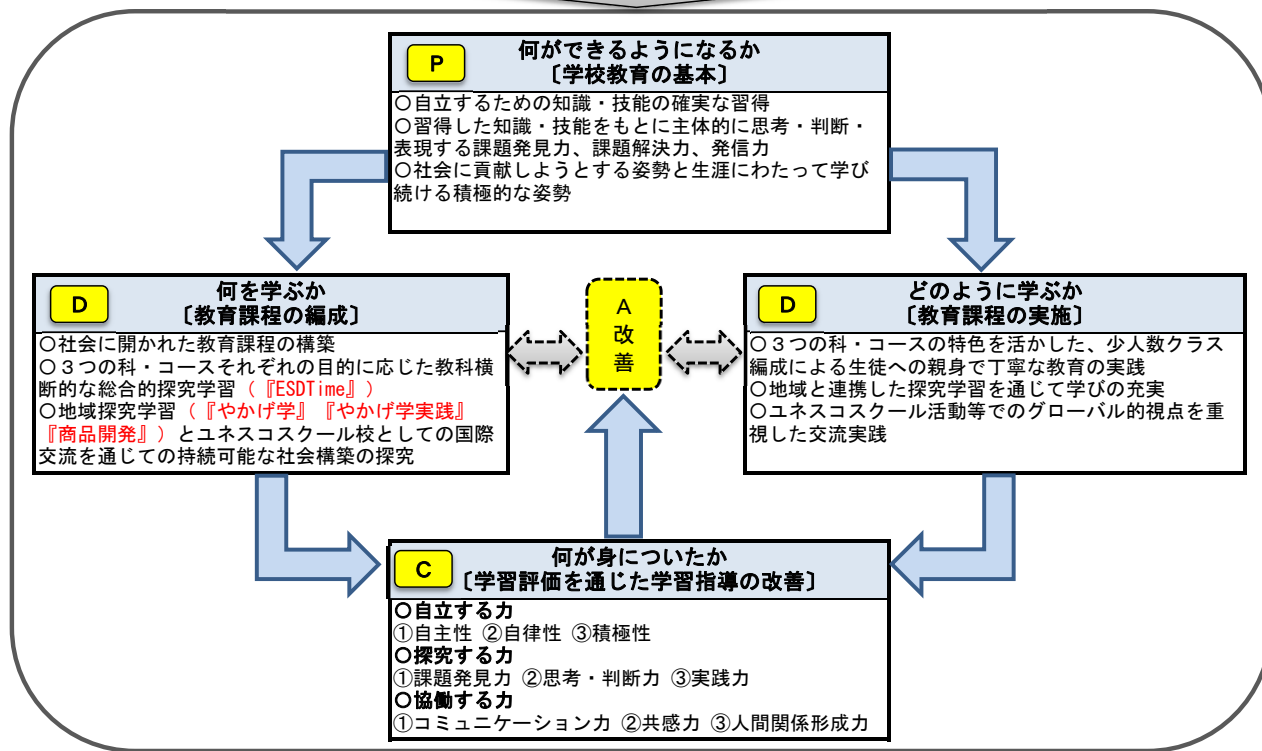 P
何ができるようになるか
〔学校教育の基本〕
○自立するための知識・技能の確実な習得
○習得した知識・技能をもとに主体的に思考・判断・
表現する課題発見力、課題解決力、発信力
○社会に貢献しようとする姿勢と生涯にわたって学び
続ける積極的な姿勢
D
何を学ぶか
〔教育課程の編成〕
○社会に開かれた教育課程の構築
○３つの科・コースそれぞれの目的に応じた教科横
断的な総合的探究学習（『ESDTime』）
○地域探究学習（『やかげ学』『やかげ学実践』
『商品開発』）とユネスコスクール校としての国際
交流を通じての持続可能な社会構築の探究
A
改
善
D
どのように学ぶか
〔教育課程の実施〕
○３つの科・コースの特色を活かした、少人数クラス
編成による生徒への親身で丁寧な教育の実践
○地域と連携した探究学習を通じて学びの充実
○ユネスコスクール活動等でのグローバル的視点を重
視した交流実践
C
何が身についたか
〔学習評価を通じた学習指導の改善〕
○自立する力
①自主性 ②自律性 ③積極性
○探究する力
①課題発見力 ②思考・判断力 ③実践力
○協働する力
①コミュニケーション力 ②共感力 ③人間関係形成力